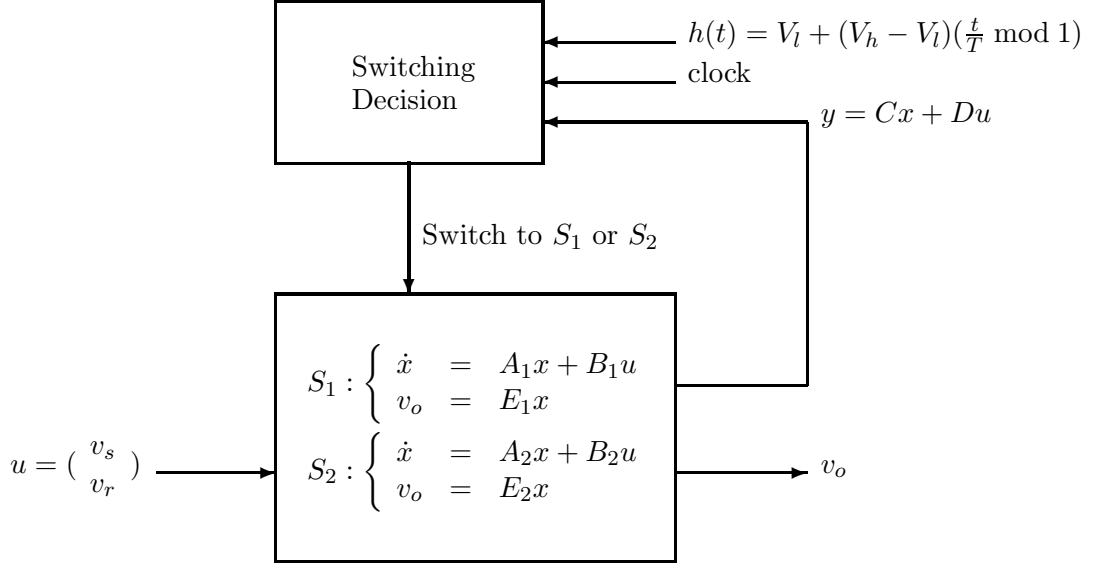 h(t) = V_l + (V_h − V_l)(\frac{t}{T} mod 1)
Switching
Decision
clock
y = Cx + Du
Switch to S_1 or S_2
S_1 : { ẋ = A_1x + B_1u
v_o = E_1x
S_2 : { ẋ = A_2x + B_2u
v_o = E_2x
u = ( v_s
v_r )
v_o